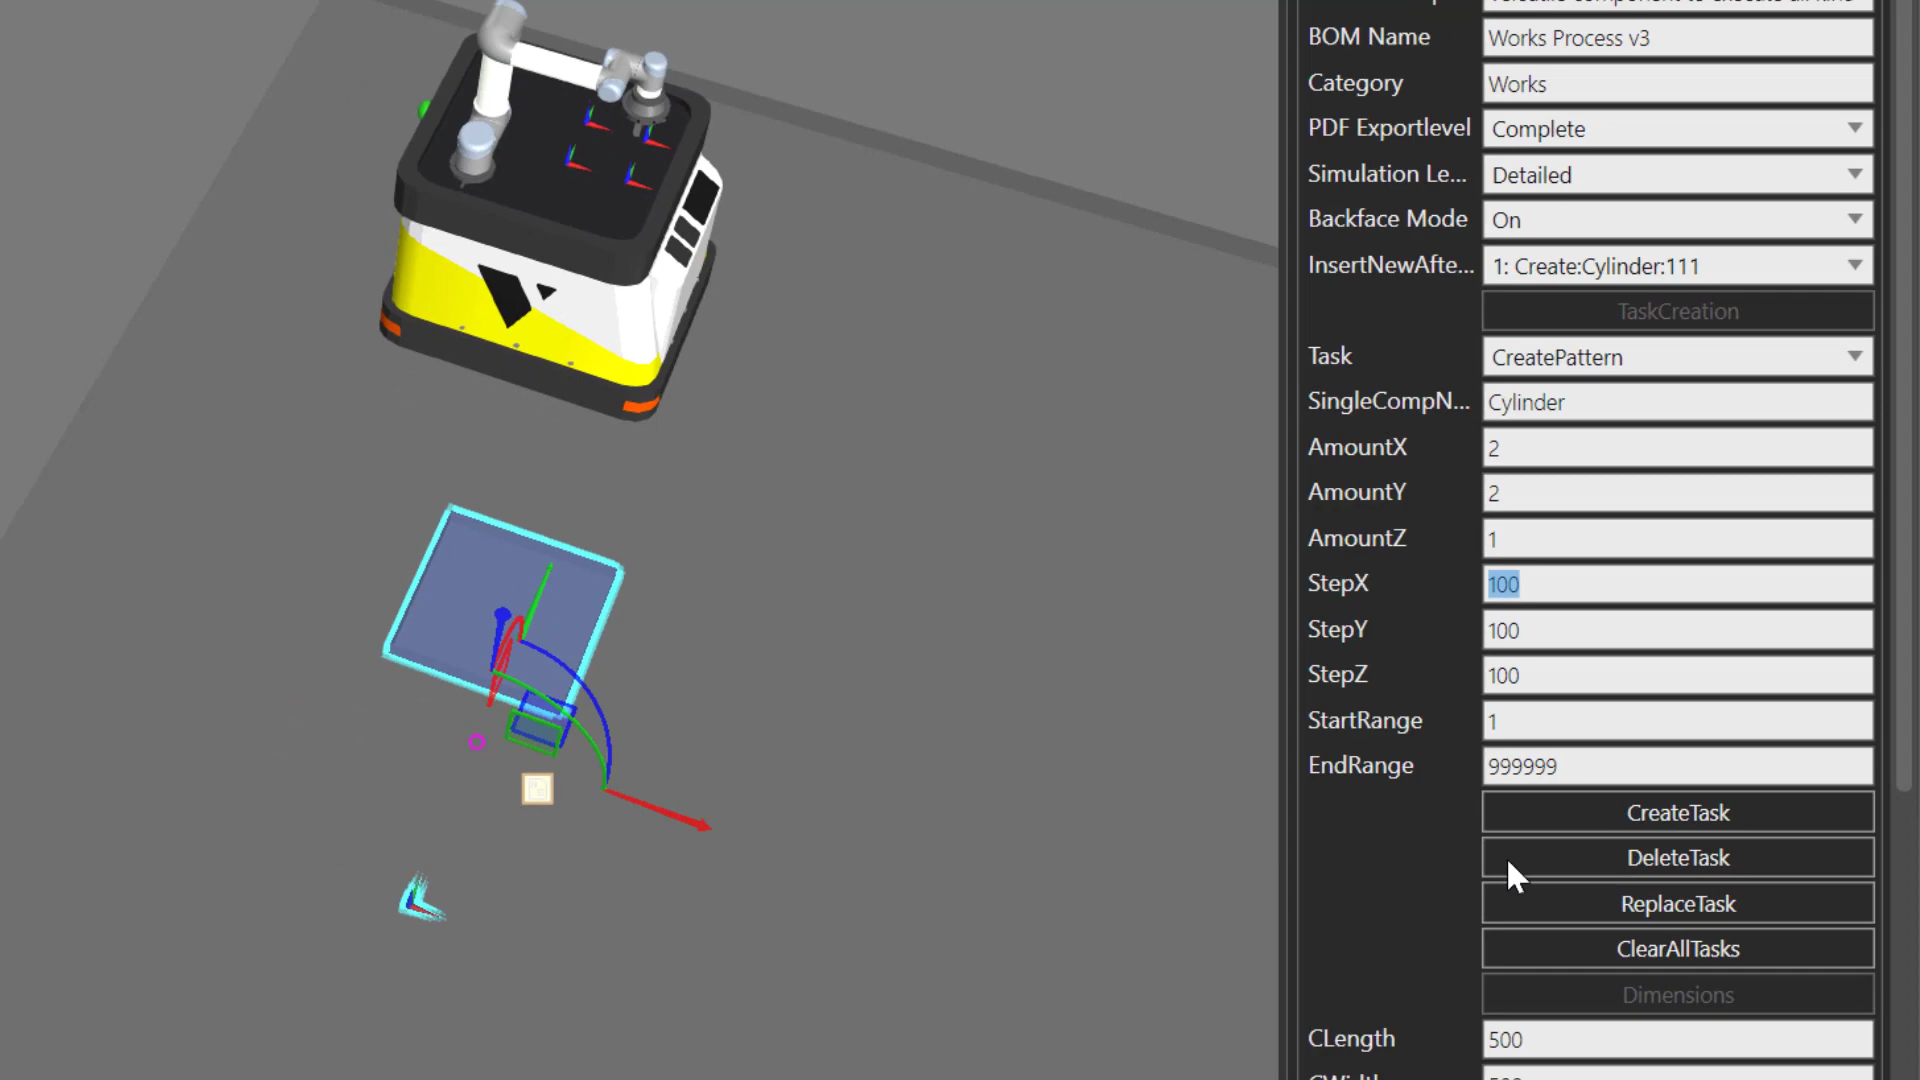 BOM Name Works Process v3
Category Works
PDF Exportlevel Complete
Simulation Le... Detailed
Backface Mode On
InsertNewAfte... 1: Create:Cylinder:111
TaskCreation
Task CreatePattern
SingleCompN... Cylinder
AmountX 2
AmountY 2
AmountZ 1
StepX 100
StepY 100
StepZ 100
StartRange 1
EndRange 999999
CreateTask
DeleteTask
ReplaceTask
ClearAllTasks
Dimensions
CLength 500